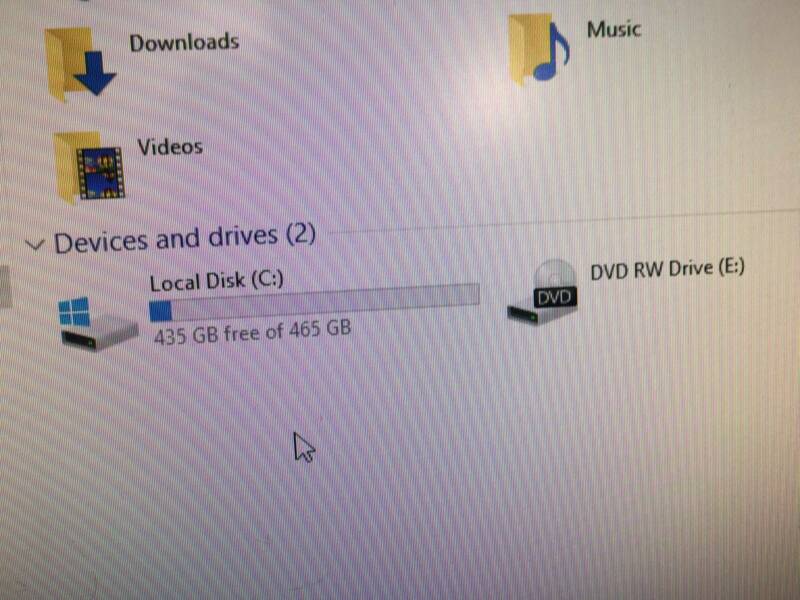 Downloads
Music
Videos
Devices and drives (2)
Local Disk (C:)
435 GB free of 465 GB
DVD RW Drive (E:)
DVD